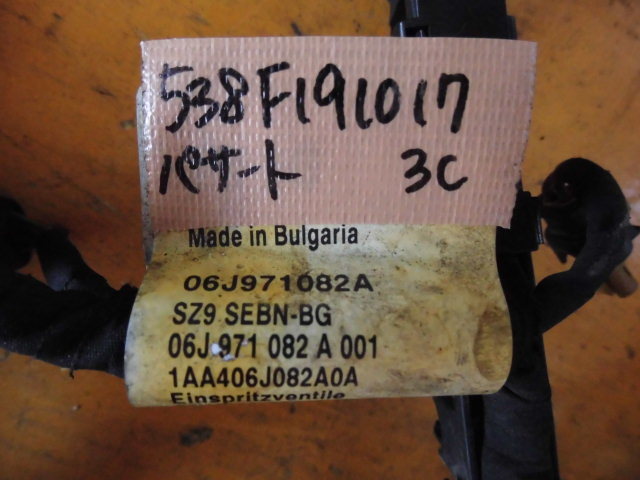 538F191017
パサート 3C
Made in Bulgaria
06J971082A
SZ9 SEBN-BG
06J 971 082 A 001
1AA406J082A0A
Einspritzventile